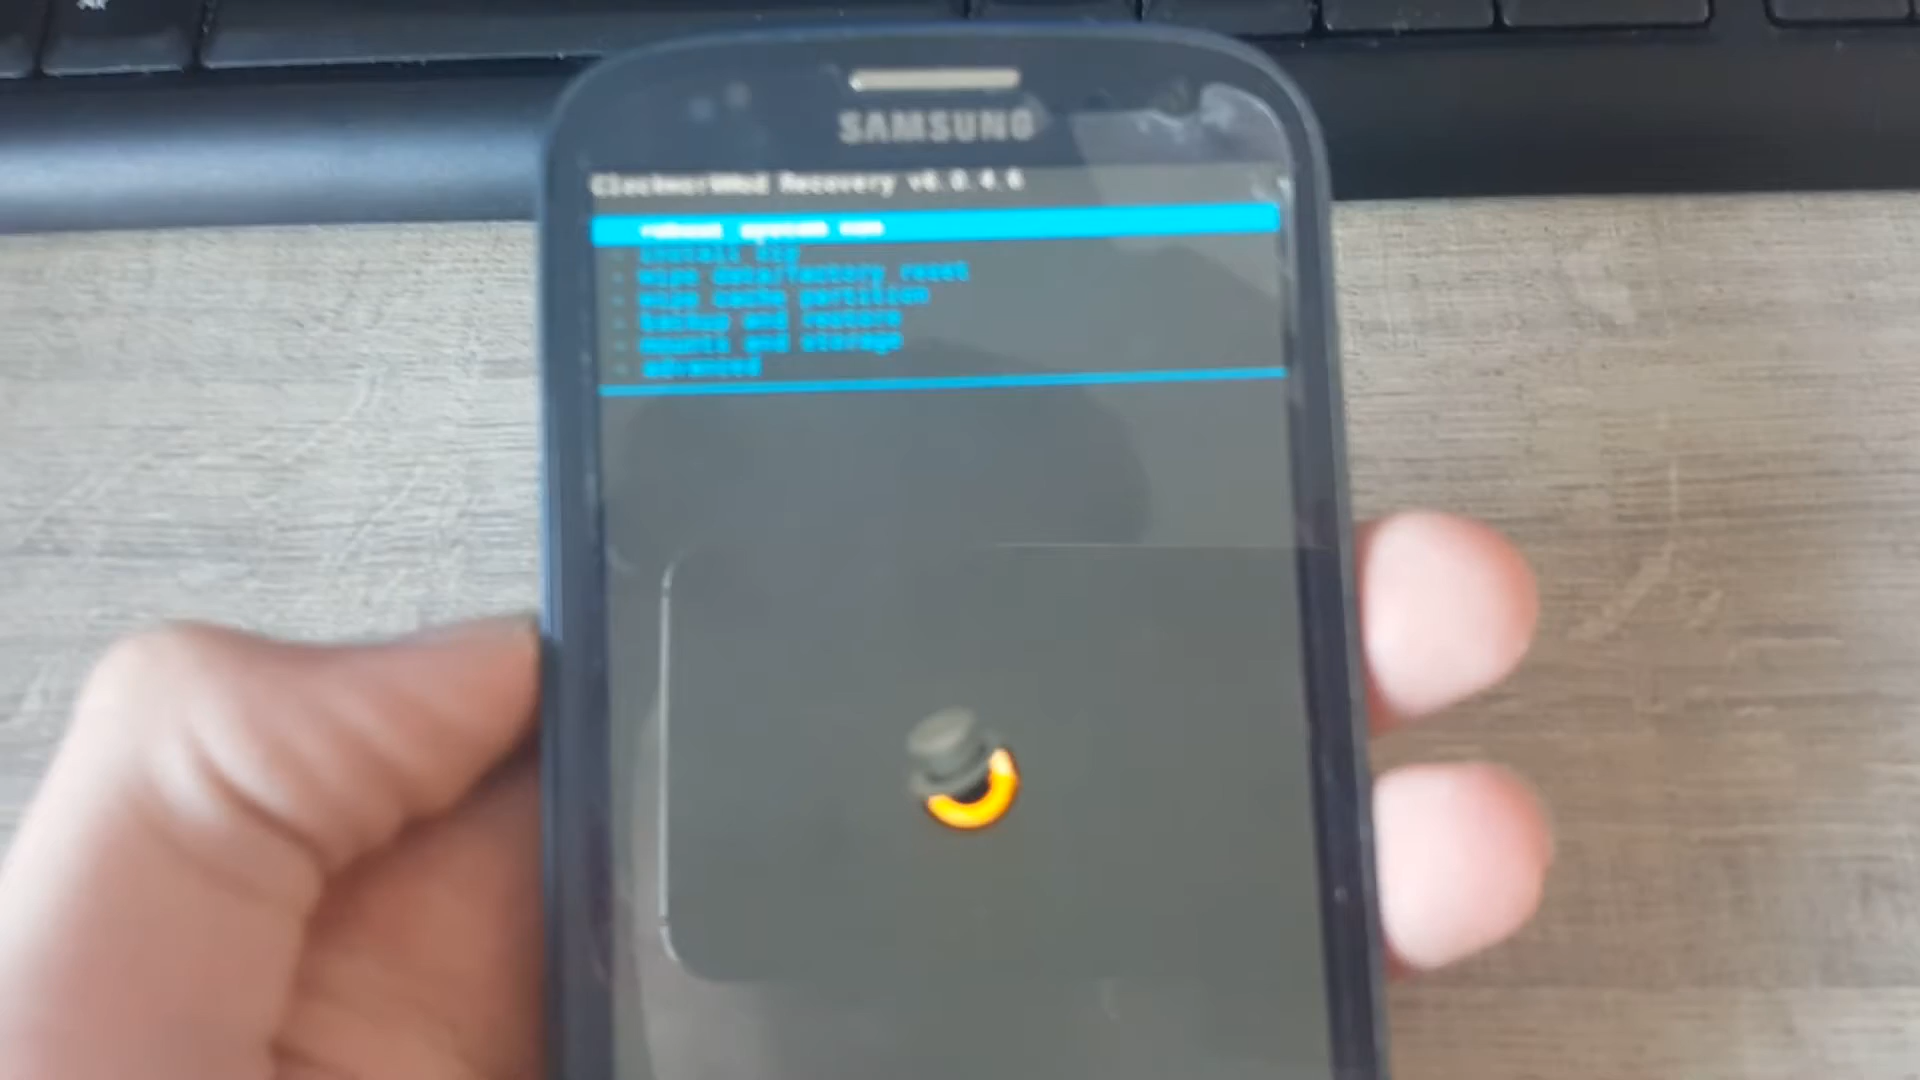 SAMSUNG
ClockworkMod Recovery v6.0.4.6
reboot system now
- install zip
- wipe data/factory reset
- wipe cache partition
- backup and restore
- mounts and storage
- advanced